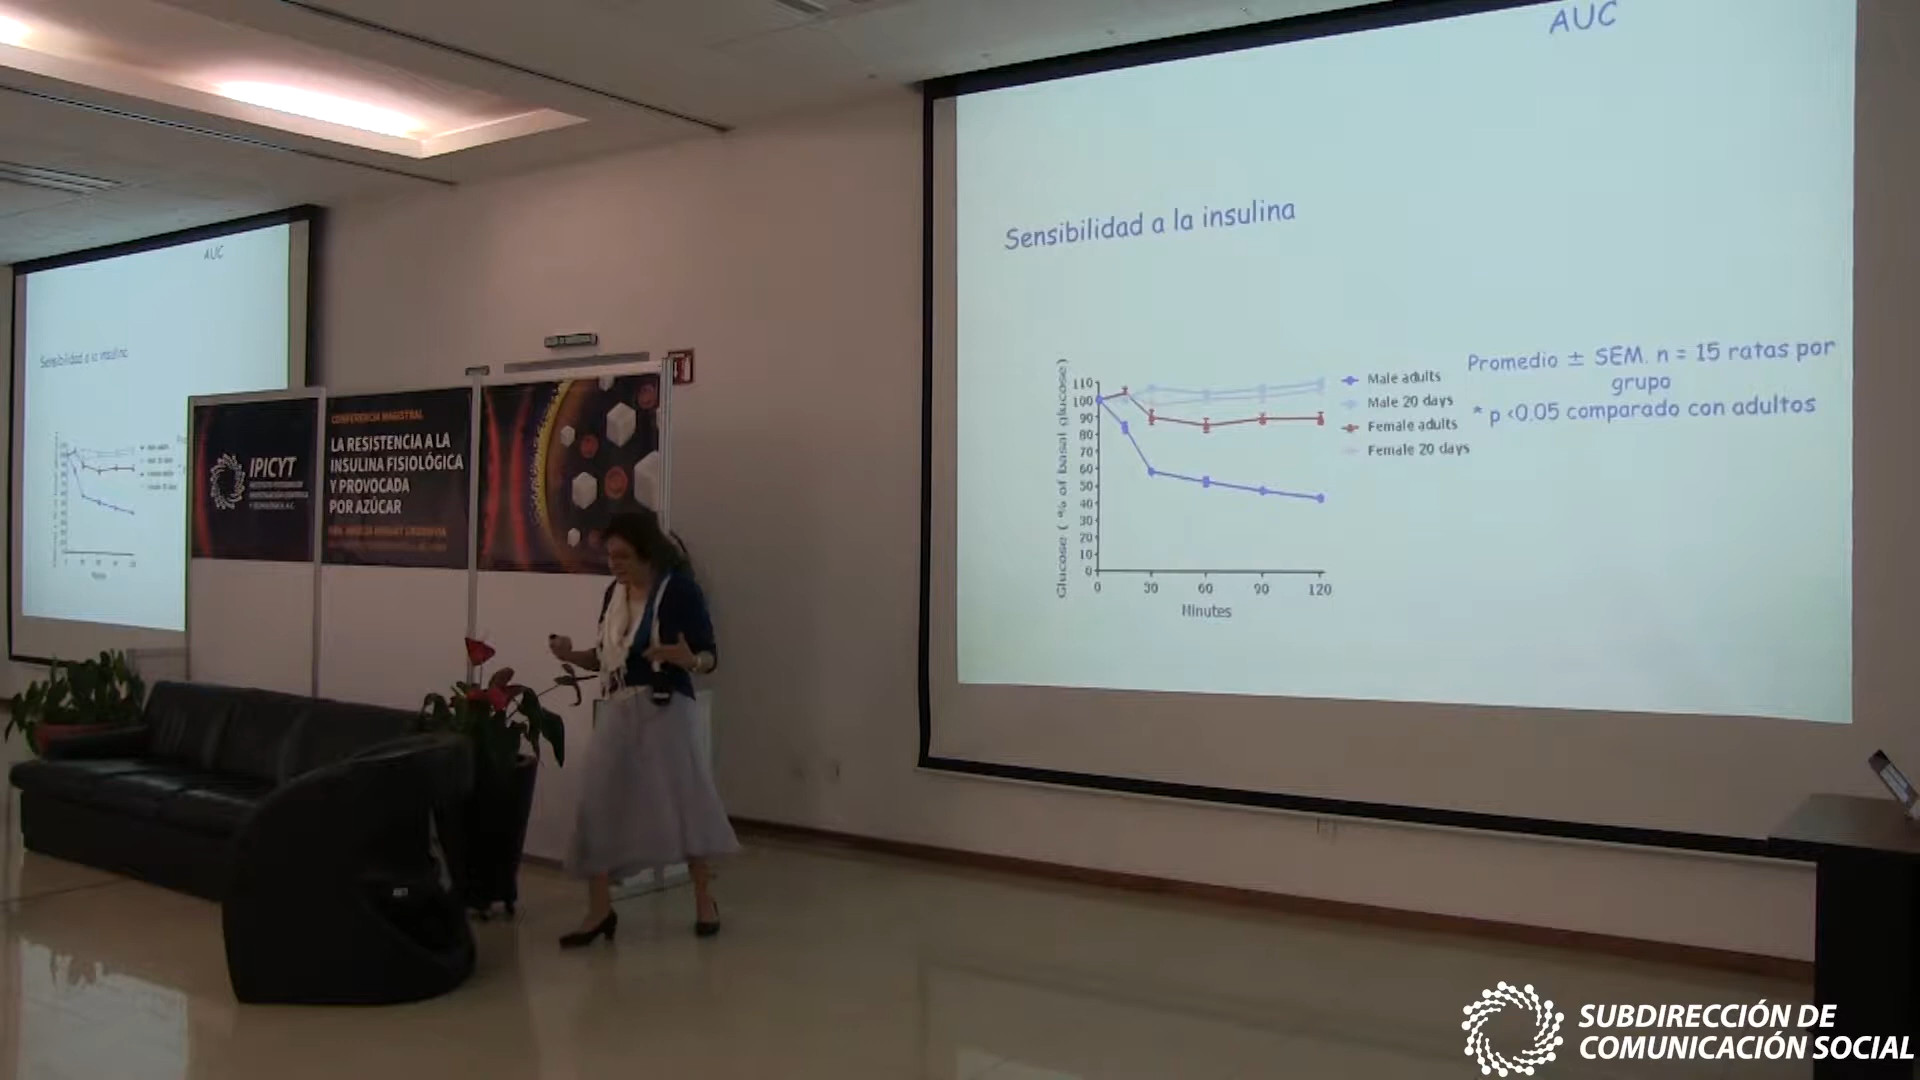 AUC
Sensibilidad a la insulina
Glucose ( % of basal glucose)
110
100
90
80
70
60
50
40
30
20
10
0
0
30
60
90
120
Minutes
Male adults
Male 20 days
Female adults
Female 20 days
Promedio ± SEM. n = 15 ratas por
grupo
* p <0.05 comparado con adultos
AUC
Sensibilidad a la insulina
IPICYT
CONFERENCIA MAGISTRAL
LA RESISTENCIA A LA
INSULINA FISIOLÓGICA
Y PROVOCADA
POR AZÚCAR
SUBDIRECCIÓN DE
COMUNICACIÓN SOCIAL